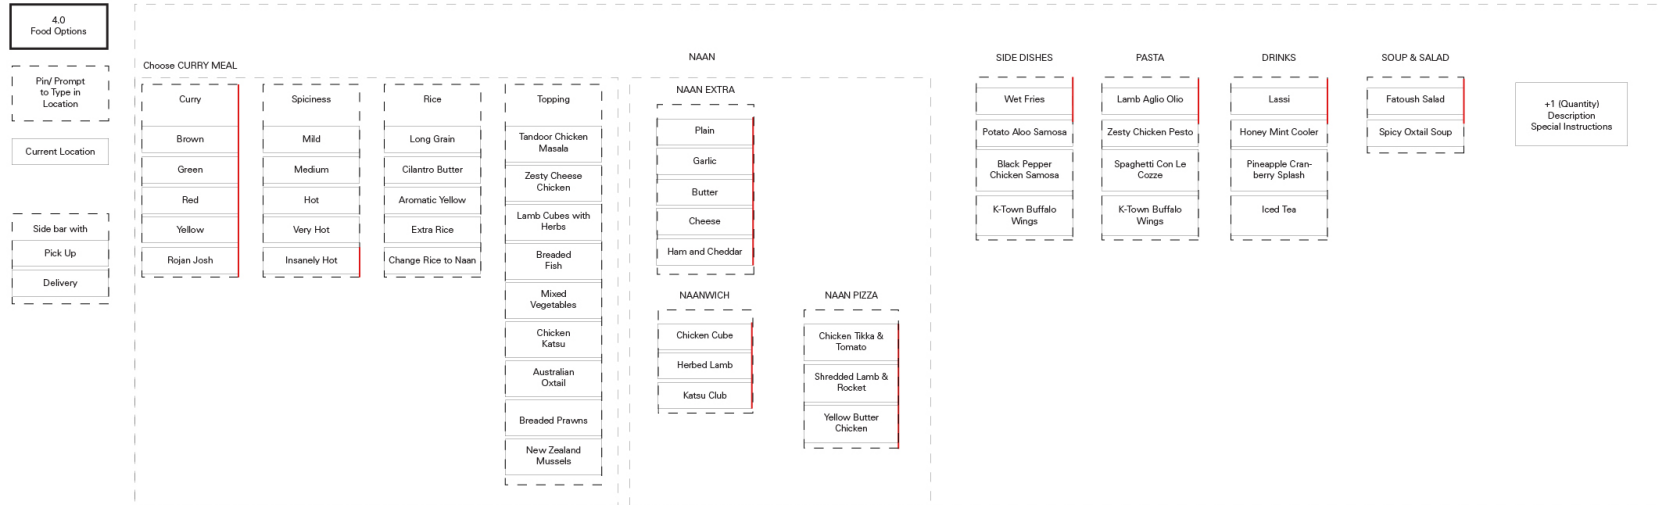 4.0
Food Options
Pin/ Prompt
to Type in
Location
Current Location
Side bar with
Pick Up
Delivery
Choose CURRY MEAL
Curry
Brown
Green
Red
Yellow
Rojan Josh
Spiciness
Mild
Medium
Hot
Very Hot
Insanely Hot
Rice
Long Grain
Cilantro Butter
Aromatic Yellow
Extra Rice
Change Rice to Naan
Topping
Tandoor Chicken
Masala
Zesty Cheese
Chicken
Lamb Cubes with
Herbs
Breaded
Fish
Mixed
Vegetables
Chicken
Katsu
Australian
Oxtail
Breaded Prawns
New Zealand
Mussels
NAAN
NAAN EXTRA
Plain
Garlic
Butter
Cheese
Ham and Cheddar
NAANWICH
Chicken Cube
Herbed Lamb
Katsu Club
NAAN PIZZA
Chicken Tikka &
Tomato
Shredded Lamb &
Rocket
Yellow Butter
Chicken
SIDE DISHES
Wet Fries
Potato Aloo Samosa
Black Pepper
Chicken Samosa
K-Town Buffalo
Wings
PASTA
Lamb Aglio Olio
Zesty Chicken Pesto
Spaghetti Con Le
Cozze
K-Town Buffalo
Wings
DRINKS
Lassi
Honey Mint Cooler
Pineapple Cran-
berry Splash
Iced Tea
SOUP & SALAD
Fatoush Salad
Spicy Oxtail Soup
+1 (Quantity)
Description
Special Instructions